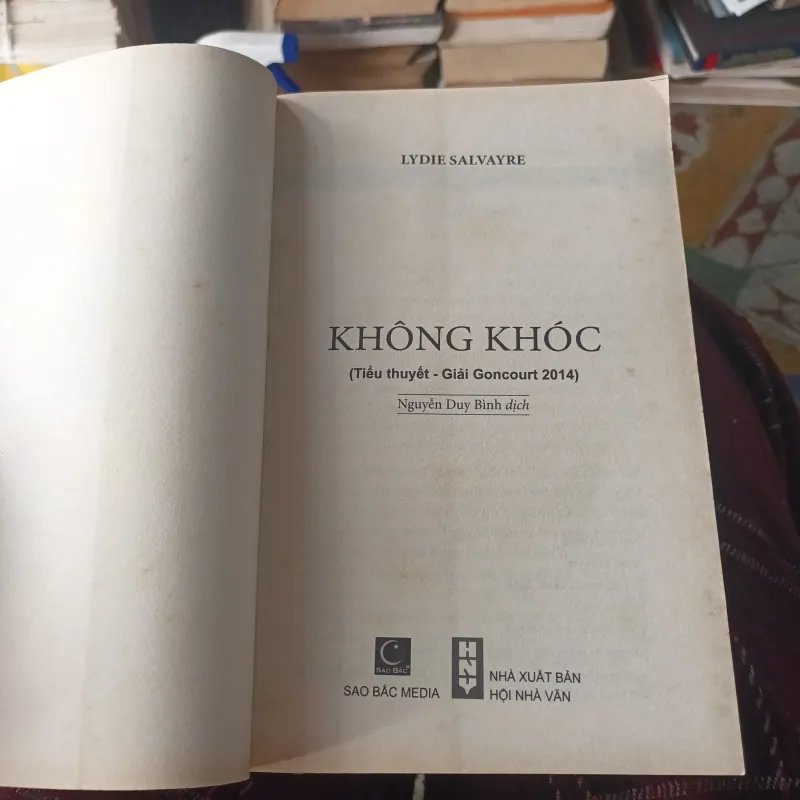 LYDIE SALVAYRE
KHÔNG KHÓC
(Tiểu thuyết - Giải Goncourt 2014)
Nguyễn Duy Bình dịch
SAO BẮC
SAO BẮC MEDIA
HNV
NHÀ XUẤT BẢN
HỘI NHÀ VĂN